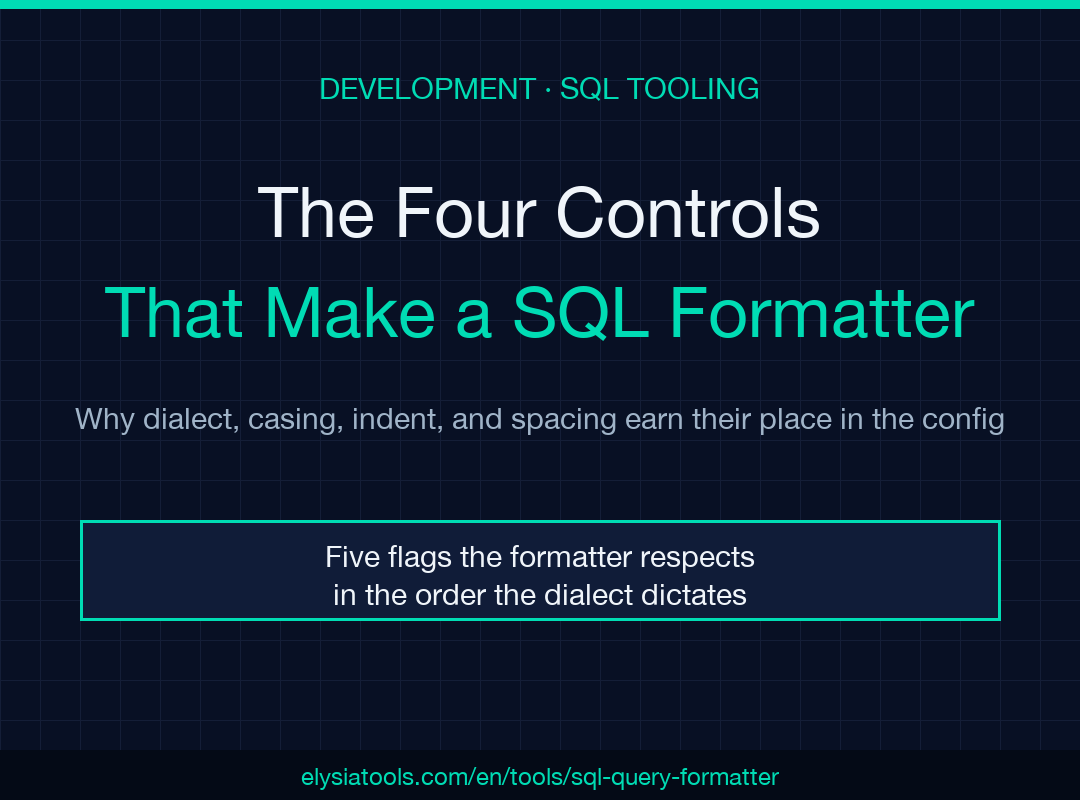 DEVELOPMENT · SQL TOOLING
The Four Controls
That Make a SQL Formatter
Why dialect, casing, indent, and spacing earn their place in the config
Five flags the formatter respects
in the order the dialect dictates
elysiatools.com/en/tools/sql-query-formatter